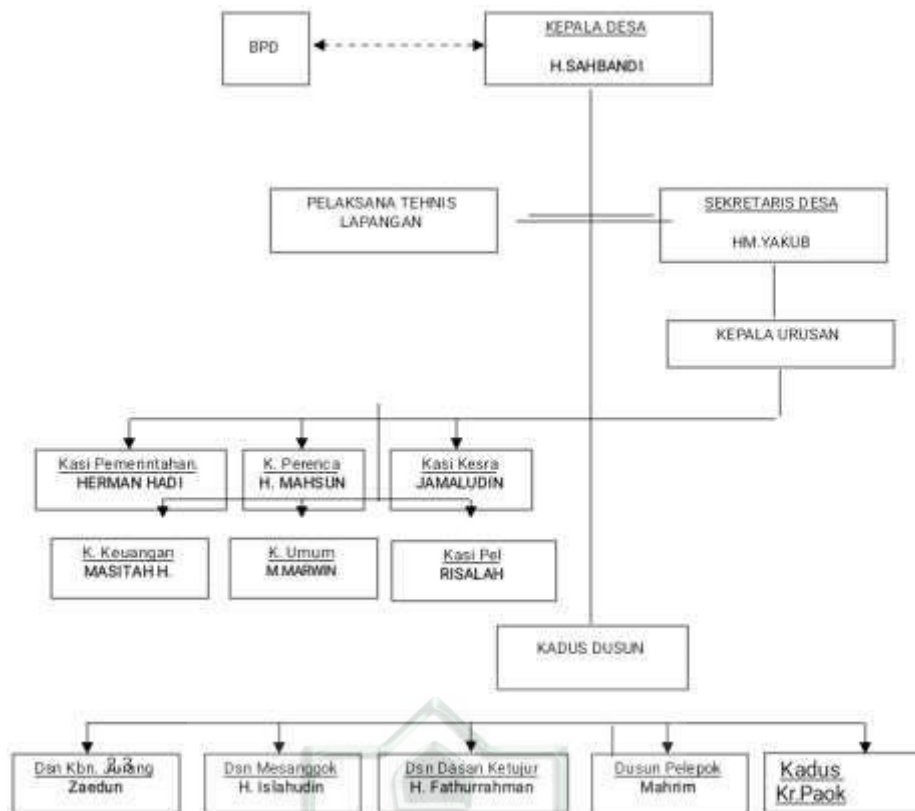 BPD
KEPALA DESA
H.SAHBANDI
PELAKSANA TEHNIS
LAPANGAN
SEKRETARIS DESA
HM.YAKUB
KEPALA URUSAN
Kasi Pemerintahan.
HERMAN HADI
K. Perenca
H. MAHSUN
Kasi Kesra
JAMALUDIN
K. Keuangan
MASITAH H.
K. Umum
M.MARWIN
Kasi Pel
RISALAH
KADUS DUSUN
Dsn Kbn. Jurang
Zaedun
Dsn Mesanggok
H. Islahudin
Dsn Dasan Ketujur
H. Fathurrahman
Dusun Pelepok
Mahrim
Kadus
Kr.Paok